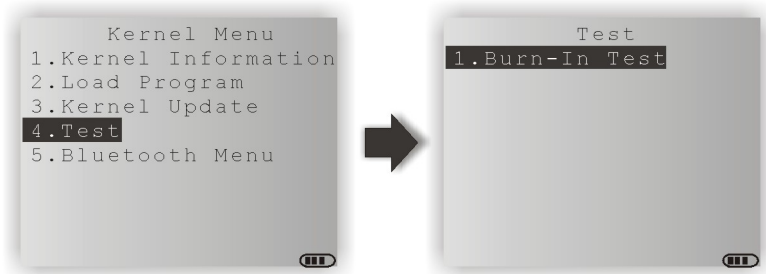 Kernel Menu
1.Kernel Information
2.Load Program
3.Kernel Update
4.Test
5.Bluetooth Menu
Test
1.Burn-In Test